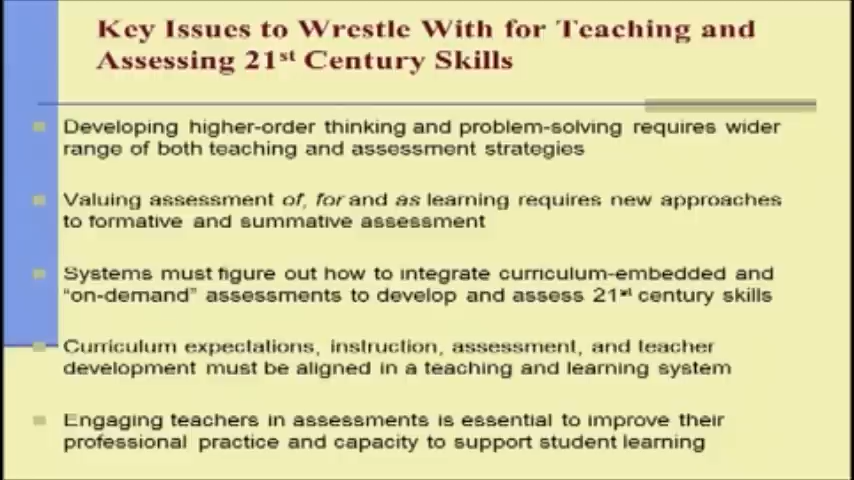 Key Issues to Wrestle With for Teaching and
Assessing 21st Century Skills
Developing higher-order thinking and problem-solving requires wider
range of both teaching and assessment strategies
Valuing assessment of, for and as learning requires new approaches
to formative and summative assessment
Systems must figure out how to integrate curriculum-embedded and
“on-demand” assessments to develop and assess 21st century skills
Curriculum expectations, instruction, assessment, and teacher
development must be aligned in a teaching and learning system
Engaging teachers in assessments is essential to improve their
professional practice and capacity to support student learning